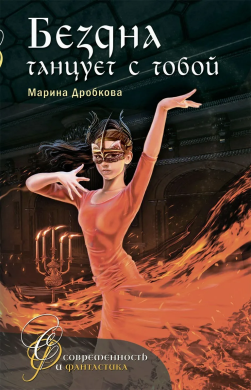 Бездна
танцует с тобой
Марина Дробкова
Современность
и фантастика